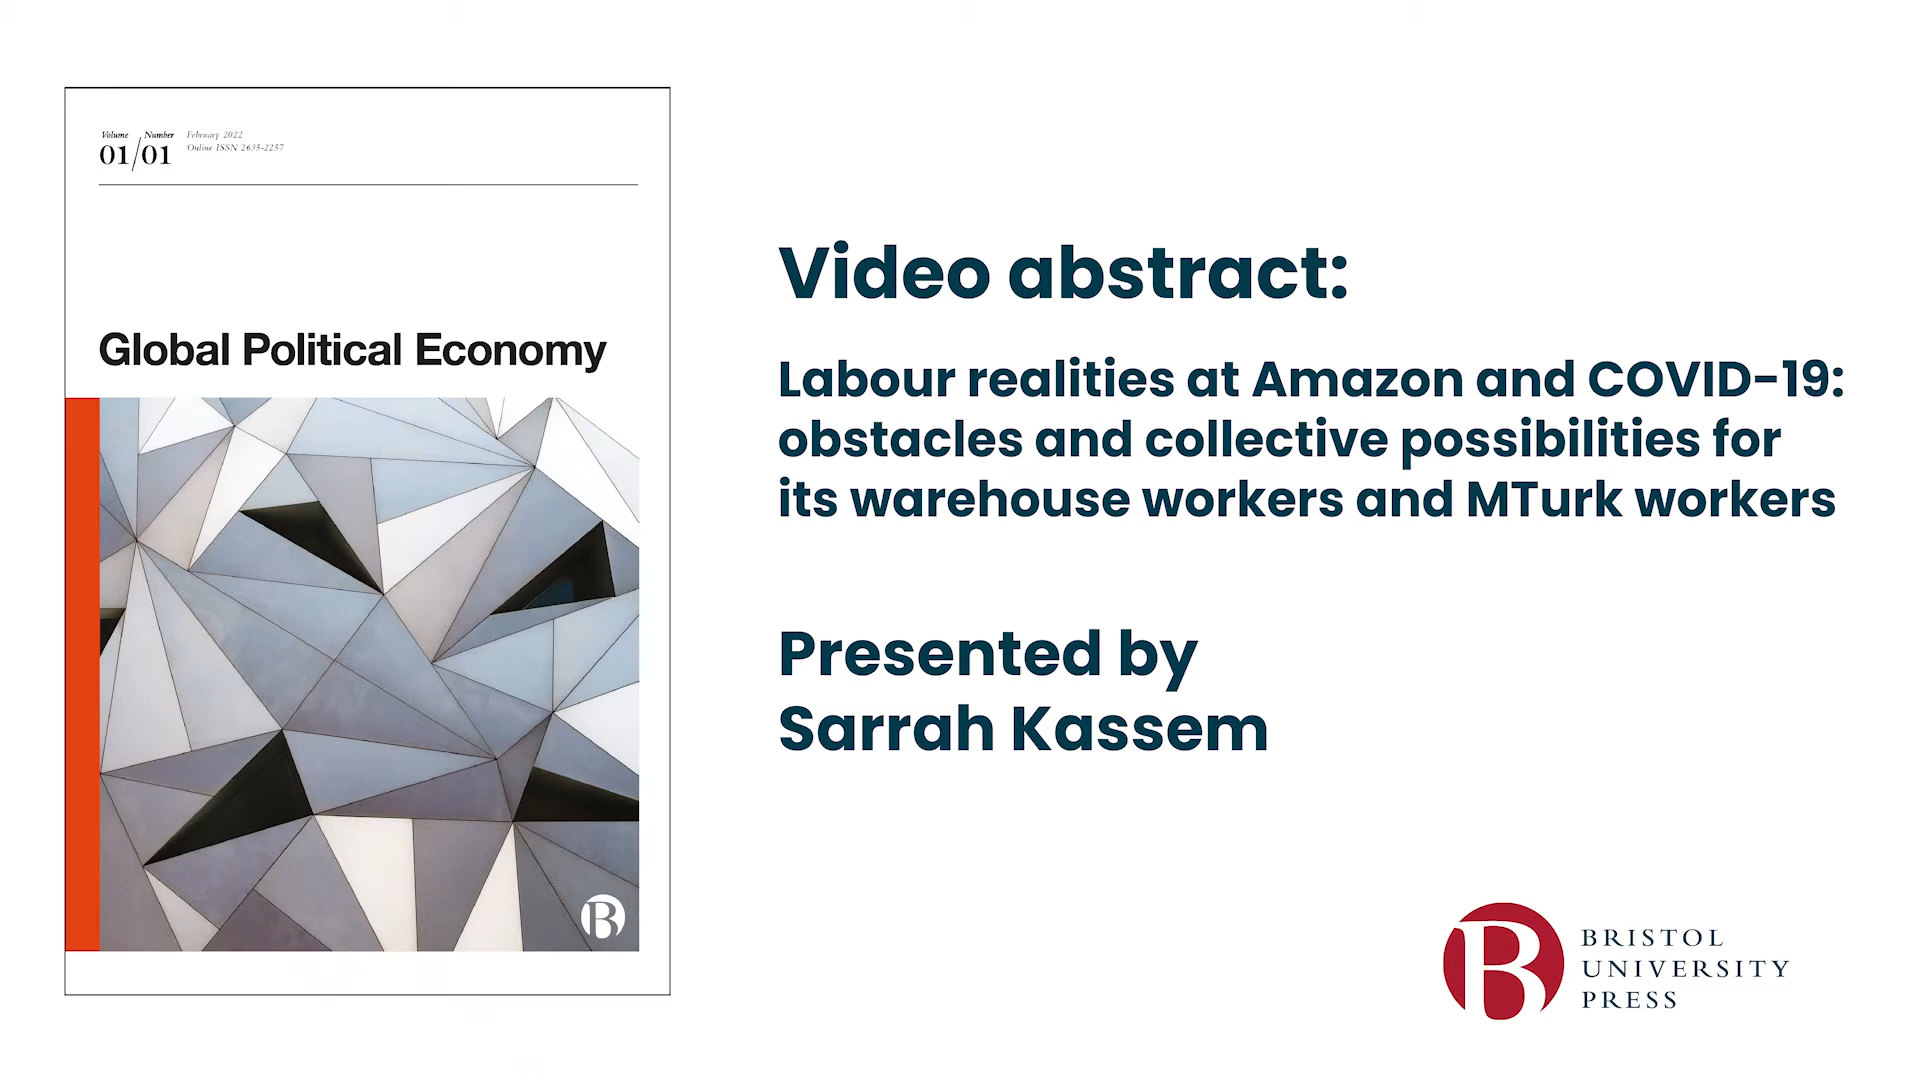 Volume Number February 2022
01/01 Online ISSN 2635-2257
Global Political Economy
B
Video abstract:
Labour realities at Amazon and COVID-19:
obstacles and collective possibilities for
its warehouse workers and MTurk workers
Presented by
Sarrah Kassem
B
BRISTOL
UNIVERSITY
PRESS